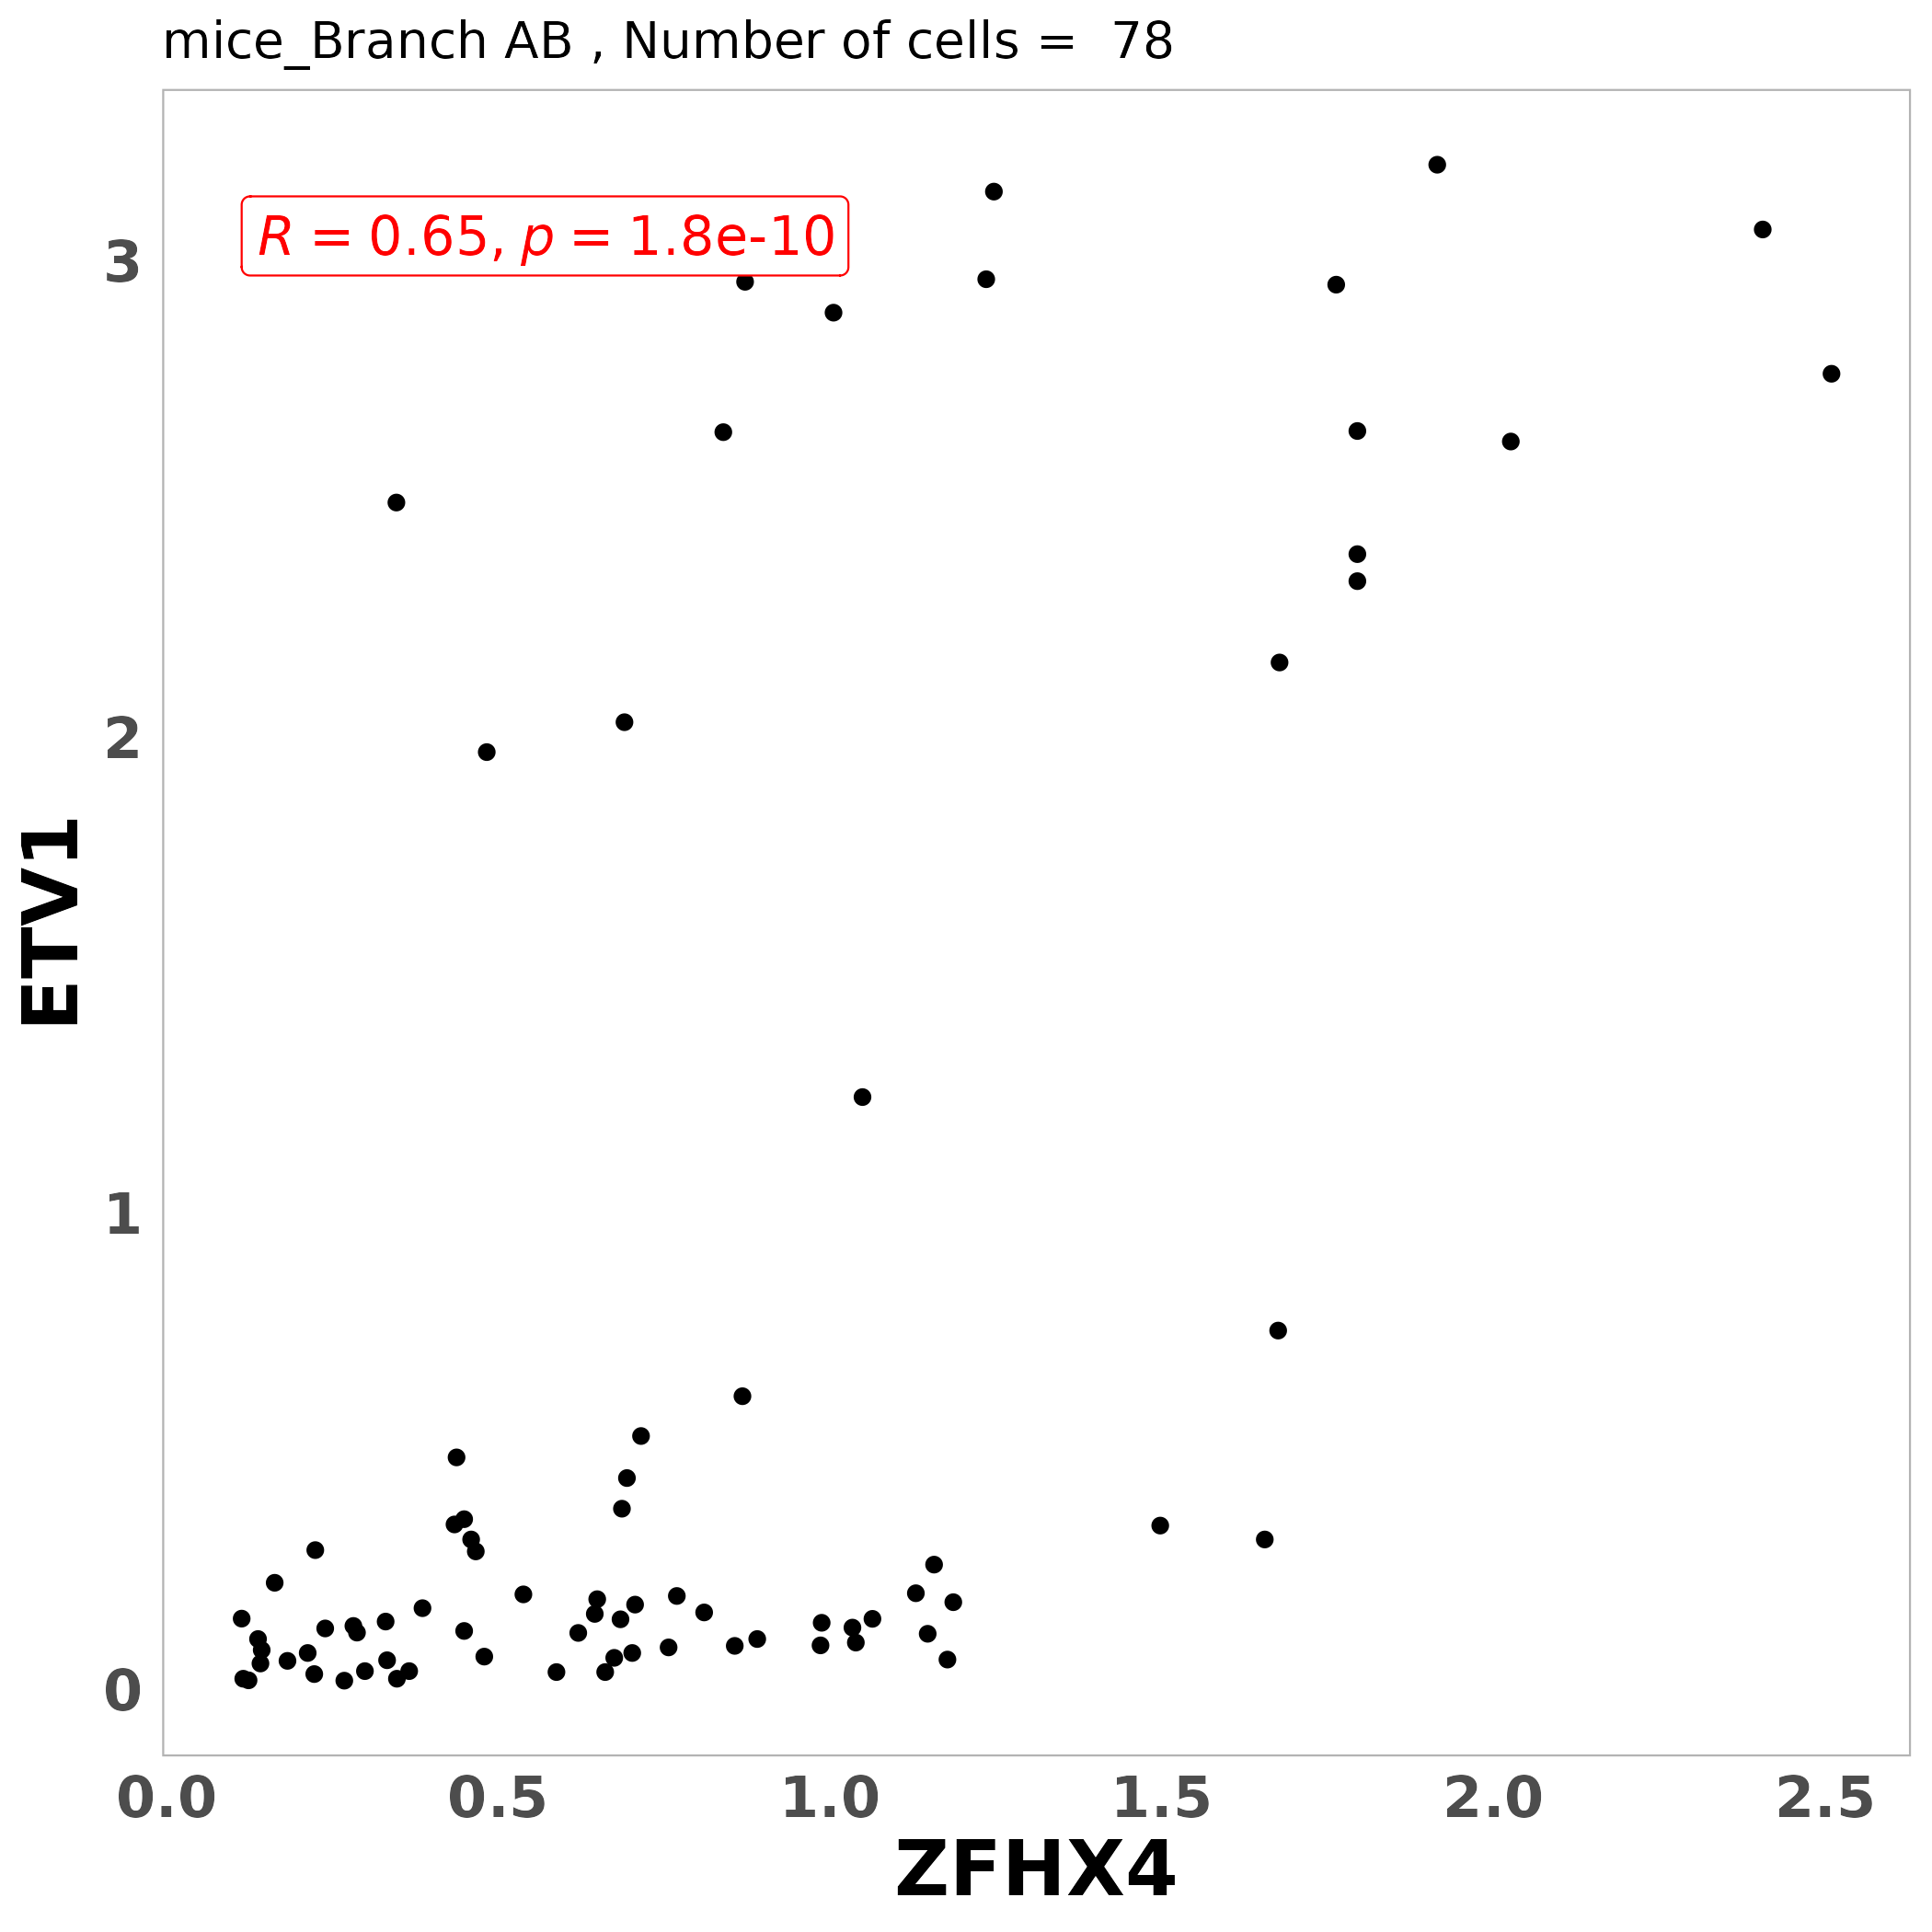 mice_Branch AB , Number of cells =  78
R = 0.65, p = 1.8e-10
3
2
1
0
ETV1
0.0 0.5 1.0 1.5 2.0 2.5
ZFHX4